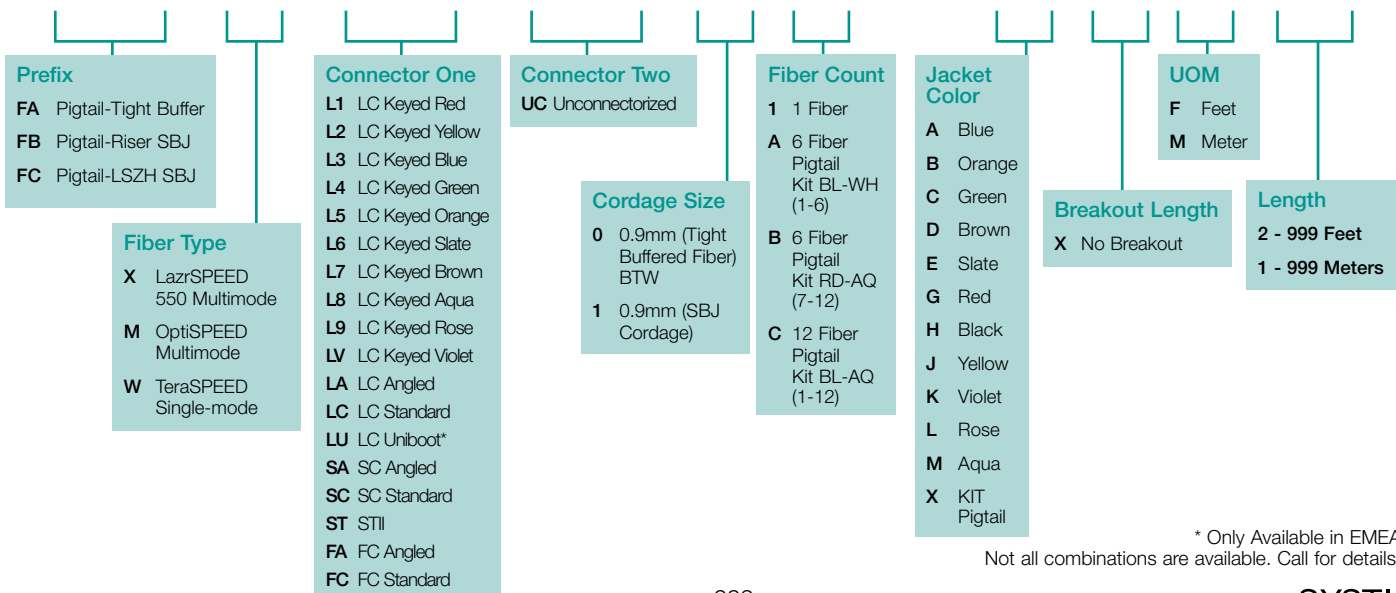 Prefix
FA Pigtail-Tight Buffer
FB Pigtail-Riser SBJ
FC Pigtail-LSZH SBJ
Fiber Type
X LazrSPEED
550 Multimode
M OptiSPEED
Multimode
W TeraSPEED
Single-mode
Connector One
L1 LC Keyed Red
L2 LC Keyed Yellow
L3 LC Keyed Blue
L4 LC Keyed Green
L5 LC Keyed Orange
L6 LC Keyed Slate
L7 LC Keyed Brown
L8 LC Keyed Aqua
L9 LC Keyed Rose
LV LC Keyed Violet
LA LC Angled
LC LC Standard
LU LC Uniboot*
SA SC Angled
SC SC Standard
ST STII
FA FC Angled
FC FC Standard
Connector Two
UC Unconnectorized
Cordage Size
0 0.9mm (Tight
Buffered Fiber)
BTW
1 0.9mm (SBJ
Cordage)
Fiber Count
1 1 Fiber
A 6 Fiber
Pigtail
Kit BL-WH
(1-6)
B 6 Fiber
Pigtail
Kit RD-AQ
(7-12)
C 12 Fiber
Pigtail
Kit BL-AQ
(1-12)
Jacket
Color
A Blue
B Orange
C Green
D Brown
E Slate
G Red
H Black
J Yellow
K Violet
L Rose
M Aqua
X KIT
Pigtail
Breakout Length
X No Breakout
UOM
F Feet
M Meter
Length
2 - 999 Feet
1 - 999 Meters
* Only Available in EMEA
Not all combinations are available. Call for details